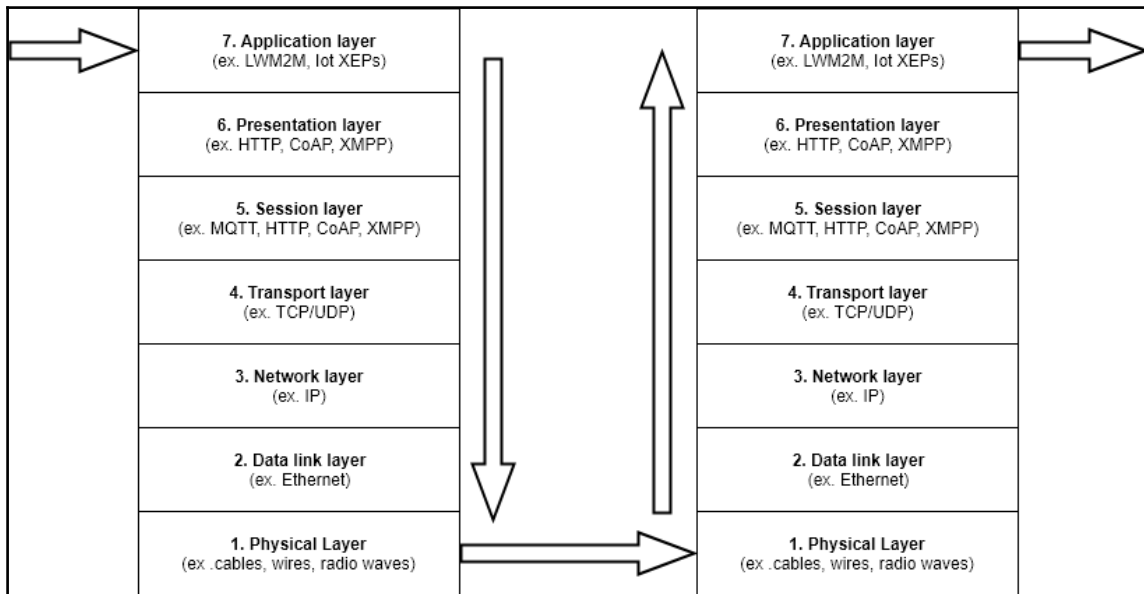 7. Application layer
(ex. LWM2M, Iot XEPs)
6. Presentation layer
(ex. HTTP, CoAP, XMPP)
5. Session layer
(ex. MQTT, HTTP, CoAP, XMPP)
4. Transport layer
(ex. TCP/UDP)
3. Network layer
(ex. IP)
2. Data link layer
(ex. Ethernet)
1. Physical Layer
(ex .cables, wires, radio waves)
7. Application layer
(ex. LWM2M, Iot XEPs)
6. Presentation layer
(ex. HTTP, CoAP, XMPP)
5. Session layer
(ex. MQTT, HTTP, CoAP, XMPP)
4. Transport layer
(ex. TCP/UDP)
3. Network layer
(ex. IP)
2. Data link layer
(ex. Ethernet)
1. Physical Layer
(ex .cables, wires, radio waves)